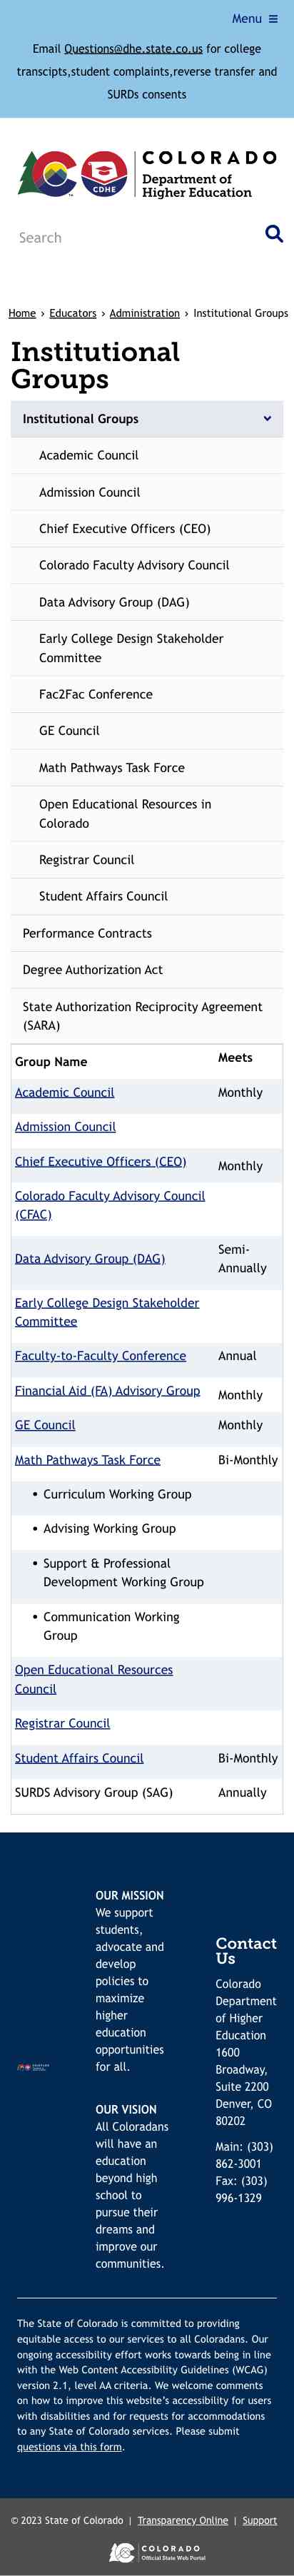 Menu
Email Questions@dhe.state.co.us for college
transcipts,student complaints,reverse transfer and
SURDs consents
CDHE
COLORADO
Department of
Higher Education
Search
Home › Educators › Administration › Institutional Groups
Institutional
Groups
Institutional Groups
Academic Council
Admission Council
Chief Executive Officers (CEO)
Colorado Faculty Advisory Council
Data Advisory Group (DAG)
Early College Design Stakeholder
Committee
Fac2Fac Conference
GE Council
Math Pathways Task Force
Open Educational Resources in
Colorado
Registrar Council
Student Affairs Council
Performance Contracts
Degree Authorization Act
State Authorization Reciprocity Agreement
(SARA)
Group Name Meets
Academic Council Monthly
Admission Council
Chief Executive Officers (CEO) Monthly
Colorado Faculty Advisory Council
(CFAC)
Data Advisory Group (DAG) Semi-
Annually
Early College Design Stakeholder
Committee
Faculty-to-Faculty Conference Annual
Financial Aid (FA) Advisory Group Monthly
GE Council Monthly
Math Pathways Task Force Bi-Monthly
• Curriculum Working Group
• Advising Working Group
• Support & Professional
Development Working Group
• Communication Working
Group
Open Educational Resources
Council
Registrar Council
Student Affairs Council Bi-Monthly
SURDS Advisory Group (SAG) Annually
OUR MISSION
We support
students,
advocate and
develop
policies to
maximize
higher
education
opportunities
for all.
OUR VISION
All Coloradans
will have an
education
beyond high
school to
pursue their
dreams and
improve our
communities.
Contact
Us
Colorado
Department
of Higher
Education
1600
Broadway,
Suite 2200
Denver, CO
80202
Main: (303)
862-3001
Fax: (303)
996-1329
The State of Colorado is committed to providing
equitable access to our services to all Coloradans. Our
ongoing accessibility effort works towards being in line
with the Web Content Accessibility Guidelines (WCAG)
version 2.1, level AA criteria. We welcome comments
on how to improve this website's accessibility for users
with disabilities and for requests for accommodations
to any State of Colorado services. Please submit
questions via this form.
© 2023 State of Colorado | Transparency Online | Support
COLORADO
Official State Web Portal